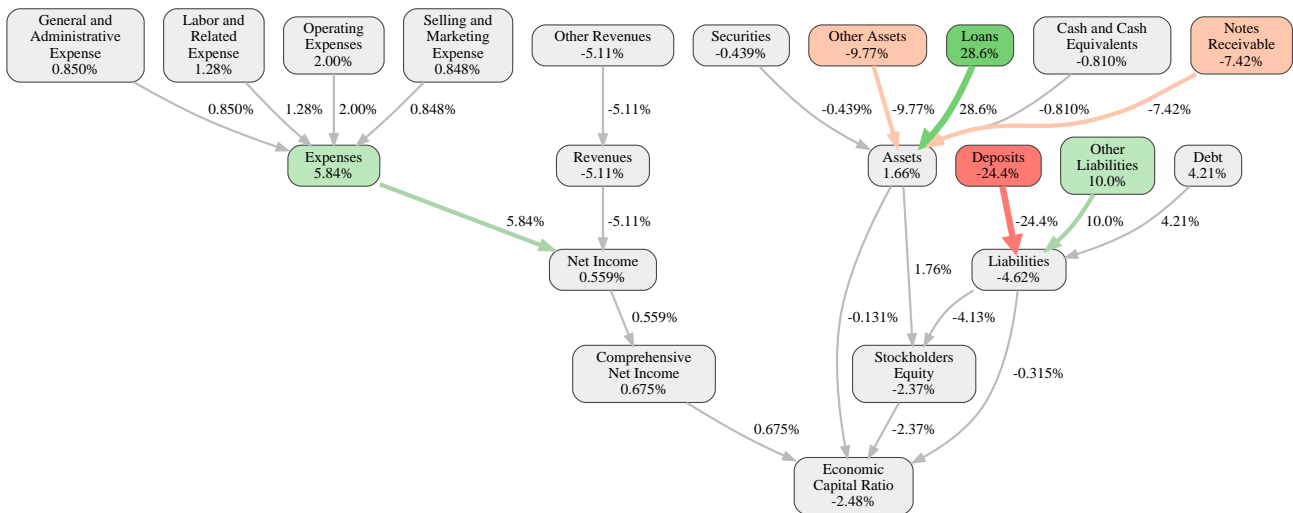 General and
Administrative
Expense
0.850%
Labor and
Related
Expense
1.28%
Operating
Expenses
2.00%
Selling and
Marketing
Expense
0.848%
Other Revenues
-5.11%
Securities
-0.439%
Other Assets
-9.77%
Loans
28.6%
Cash and Cash
Equivalents
-0.810%
Notes
Receivable
-7.42%
0.850%
1.28%
2.00%
0.848%
-5.11%
-0.439%
-9.77%
28.6%
-0.810%
-7.42%
Expenses
5.84%
Revenues
-5.11%
Assets
1.66%
Deposits
-24.4%
Other
Liabilities
10.0%
Debt
4.21%
5.84%
-5.11%
-24.4%
10.0%
4.21%
Net Income
0.559%
1.76%
Liabilities
-4.62%
0.559%
-0.131%
-4.13%
Comprehensive
Net Income
0.675%
Stockholders
Equity
-2.37%
-0.315%
0.675%
-2.37%
Economic
Capital Ratio
-2.48%